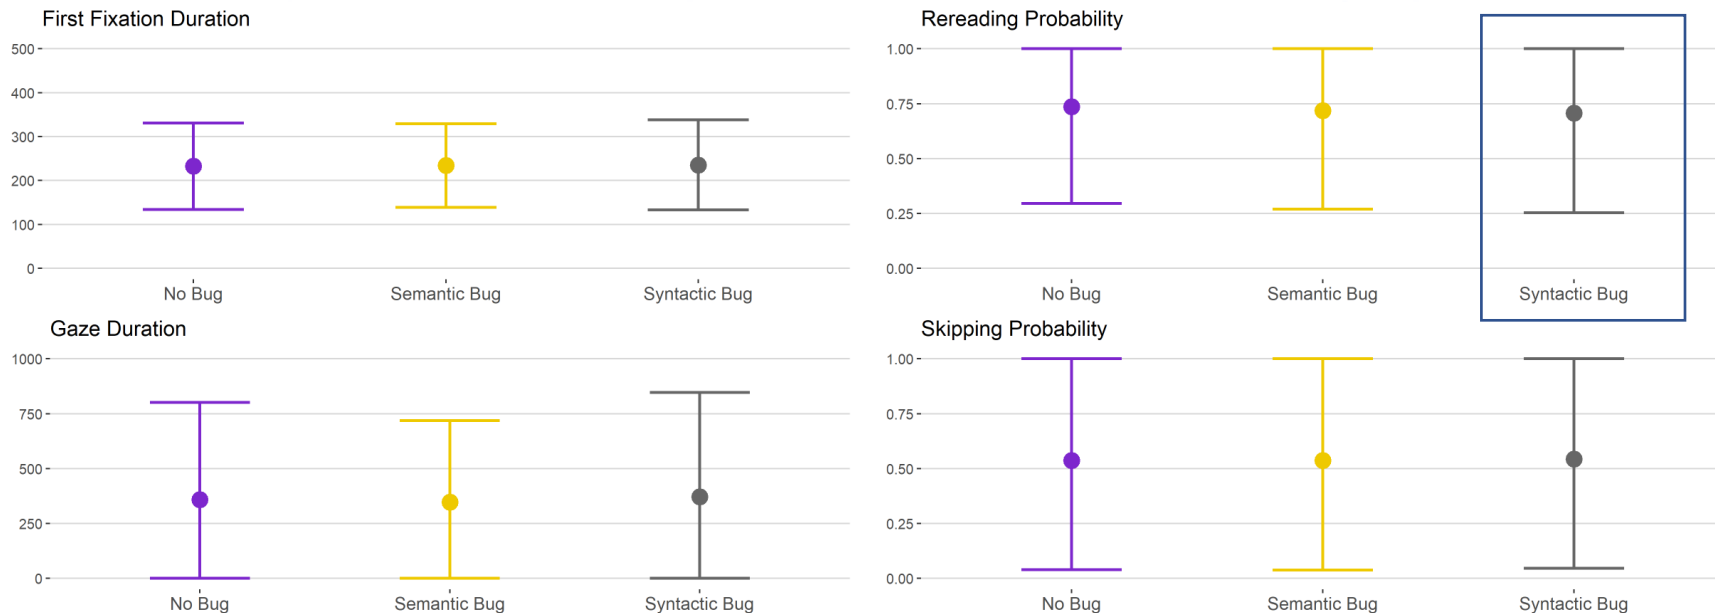 First Fixation Duration
500
400
300
200
100
0
No Bug Semantic Bug Syntactic Bug
Rereading Probability
1.00
0.75
0.50
0.25
0.00
No Bug Semantic Bug Syntactic Bug
Gaze Duration
1000
750
500
250
0
No Bug Semantic Bug Syntactic Bug
Skipping Probability
1.00
0.75
0.50
0.25
0.00
No Bug Semantic Bug Syntactic Bug